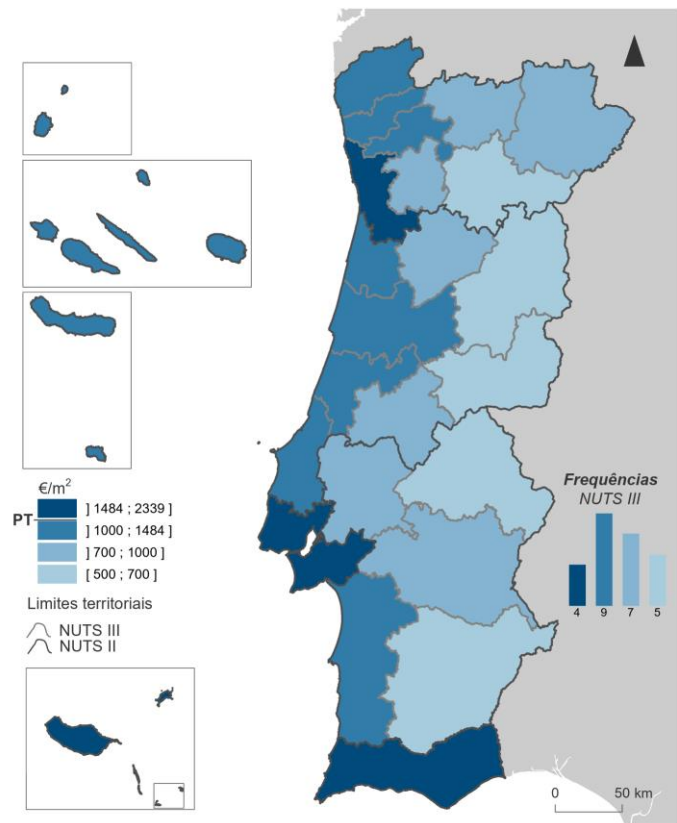 €/m²
] 1484 ; 2339 ]
PT
] 1000 ; 1484 ]
] 700 ; 1000 ]
[ 500 ; 700 ]
Limites territoriais
NUTS III
NUTS II
Frequências
NUTS III
4 9 7 5
0 50 km